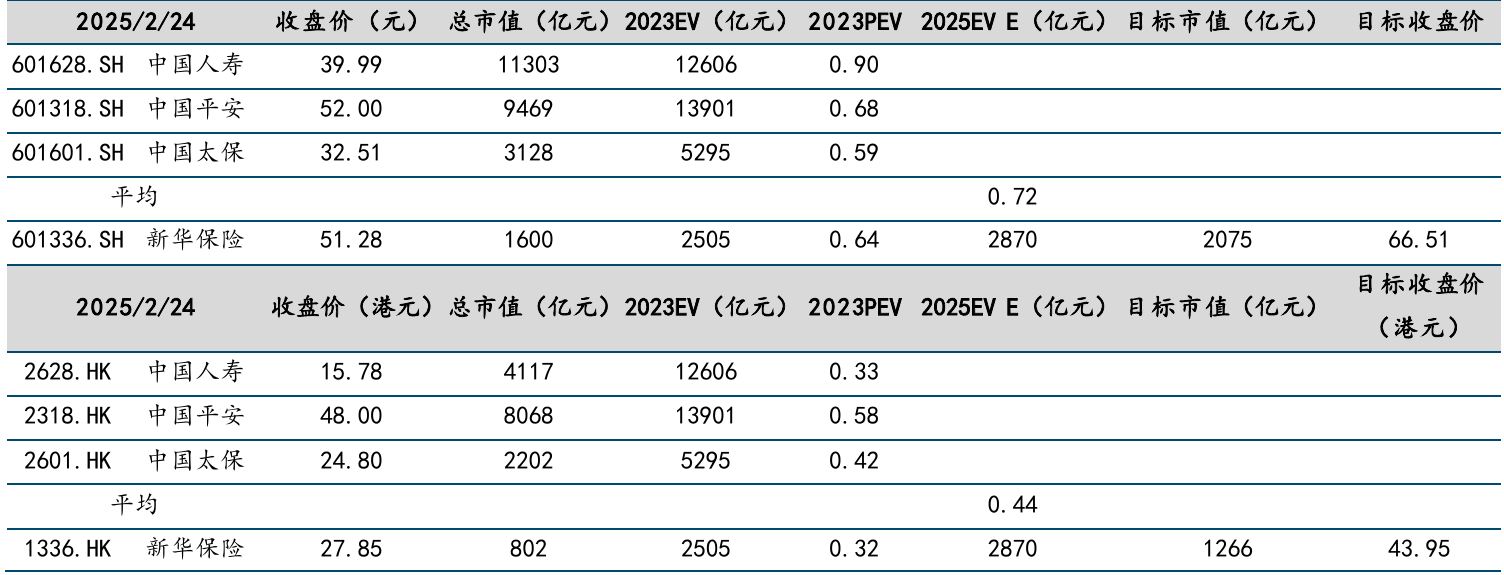 2025/2/24 收盘价（元） 总市值（亿元） 2023EV（亿元） 2023PEV 2025EV E（亿元） 目标市值（亿元） 目标收盘价
601628.SH 中国人寿 39.99 11303 12606 0.90
601318.SH 中国平安 52.00 9469 13901 0.68
601601.SH 中国太保 32.51 3128 5295 0.59
平均 0.72
601336.SH 新华保险 51.28 1600 2505 0.64 2870 2075 66.51
2025/2/24 收盘价（港元） 总市值（亿元） 2023EV（亿元） 2023PEV 2025EV E（亿元） 目标市值（亿元） 目标收盘价
（港元）
2628.HK 中国人寿 15.78 4117 12606 0.33
2318.HK 中国平安 48.00 8068 13901 0.58
2601.HK 中国太保 24.80 2202 5295 0.42
平均 0.44
1336.HK 新华保险 27.85 802 2505 0.32 2870 1266 43.95